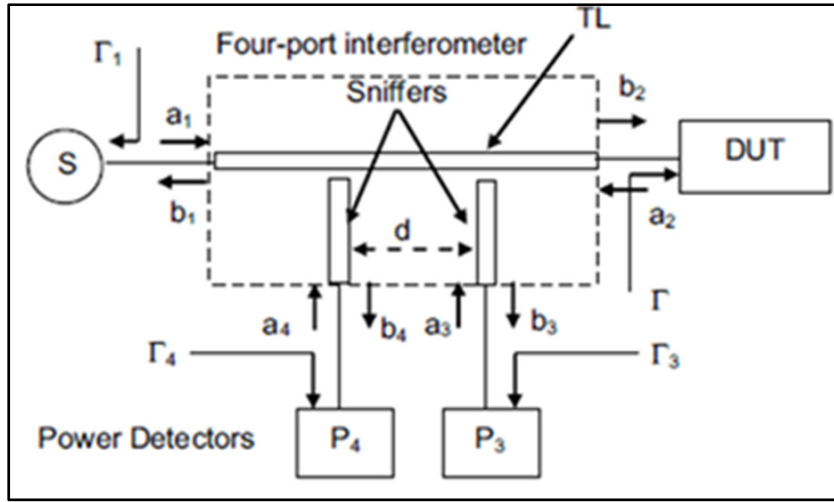 TL
Γ₁
Four-port interferometer
Sniffers
b₂
a₁
S
DUT
b₁
a₂
d
Γ
a₄
b₄
a₃
b₃
Γ₄
Γ₃
Power Detectors
P₄
P₃